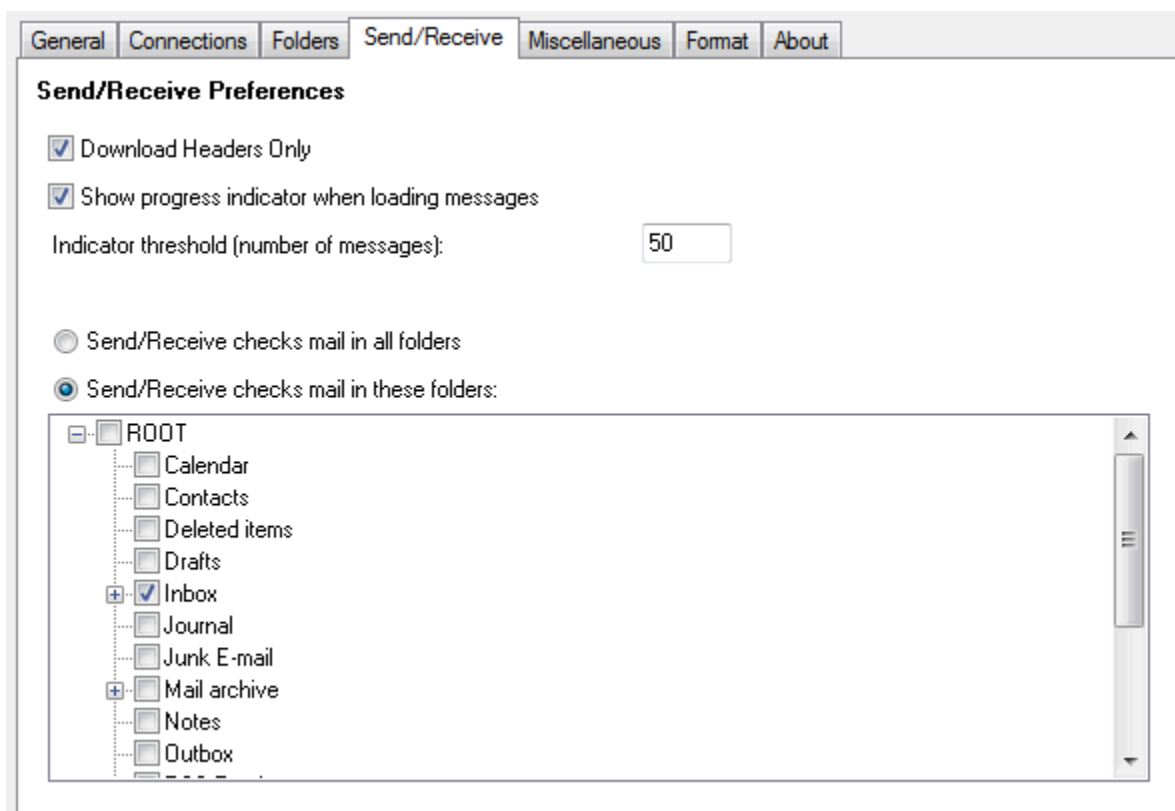 General Connections Folders Send/Receive Miscellaneous Format About
Send/Receive Preferences
Download Headers Only
Show progress indicator when loading messages
Indicator threshold (number of messages): 50
Send/Receive checks mail in all folders
Send/Receive checks mail in these folders:
ROOT
Calendar
Contacts
Deleted items
Drafts
Inbox
Journal
Junk E-mail
Mail archive
Notes
Outbox